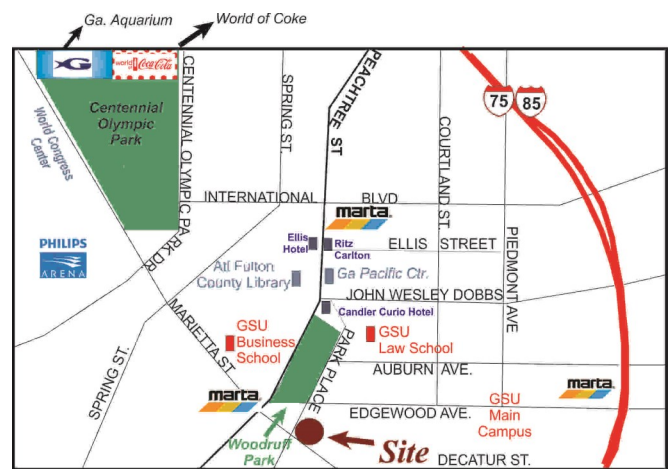 Ga. Aquarium
World of Coke
G
world of Coca-Cola
Centennial
Olympic
Park
World Congress
Center
CENTENNIAL OLYMPIC PARK DR.
SPRING ST.
PEACHTREE ST
COURTLAND ST.
75
85
INTERNATIONAL BLVD
marta
PIEDMONT AVE
PHILIPS
ARENA
Ellis
Hotel
Ritz
Carlton
ELLIS STREET
Atl Fulton
County Library
Ga Pacific Ctr.
JOHN WESLEY DOBBS
Candler Curio Hotel
MARIETTA ST
GSU
Business
School
PARK PLACE
GSU
Law School
AUBURN AVE.
SPRING ST.
marta
marta
EDGEWOOD AVE.
GSU
Main
Campus
Woodruff
Park
Site
DECATUR ST.